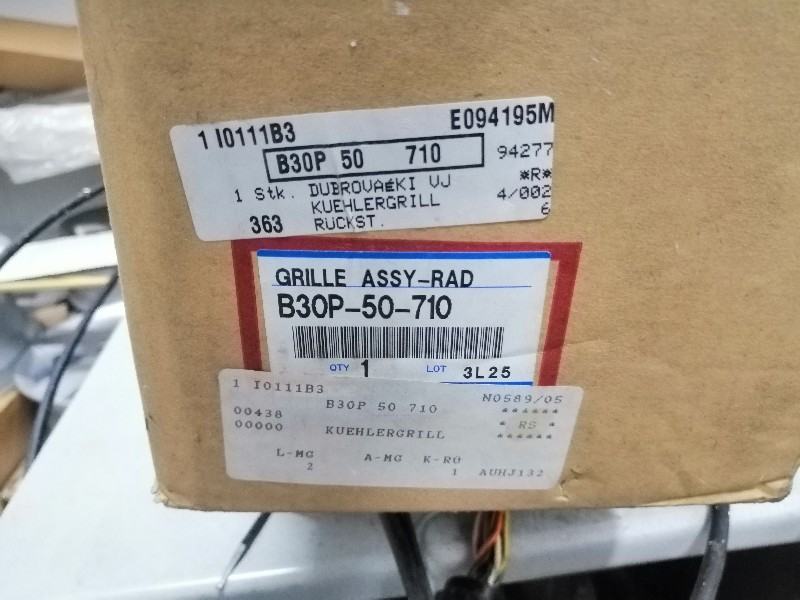 1 I0111B3 E094195M
B30P 50 710 94277
*R*
1 Stk. DUBROVAéKI VJ 4/002
KUEHLERGRILL 6
363 RUCKST.
GRILLE ASSY-RAD
B30P-50-710
QTY 1 LOT 3L25
1 I0111B3 N0589/05
B30P 50 710 ******
00438 * RS *
00000 KUEHLERGRILL ******
L-MG A-MG K-RG
2 1 AUHJ132